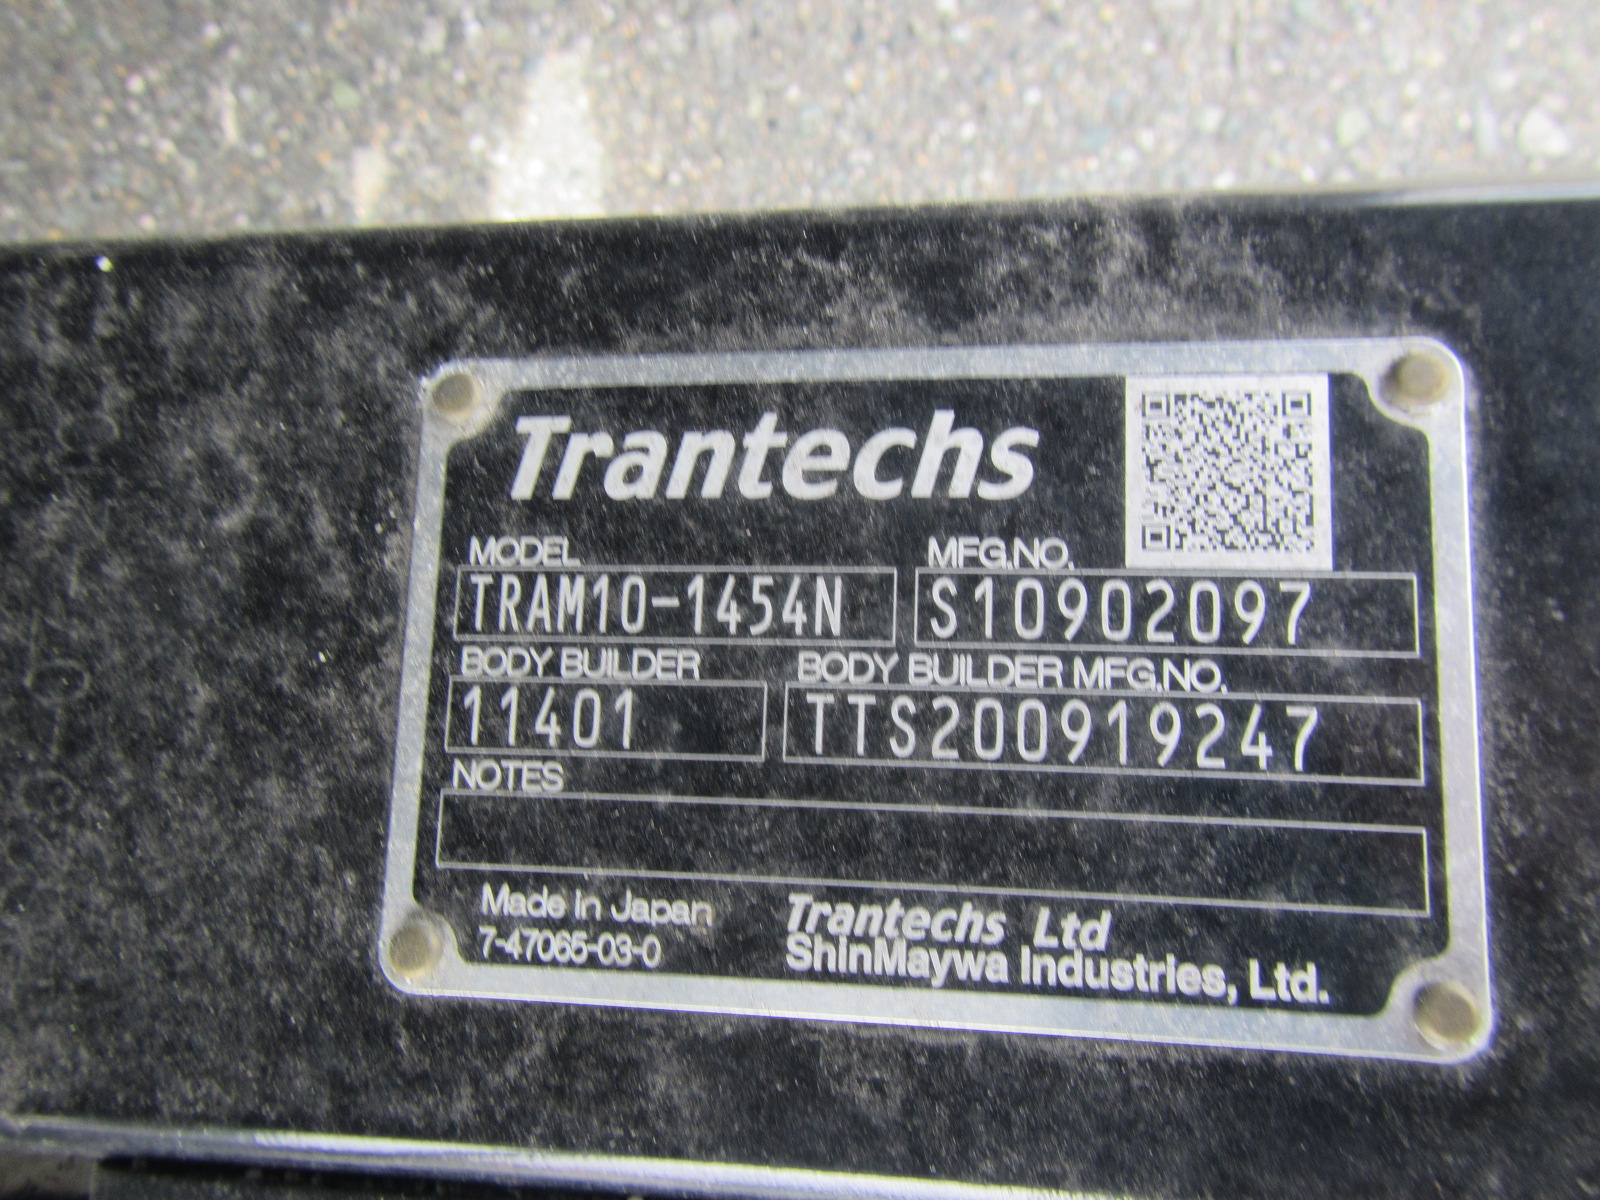 Trantechs
MODEL MFG.NO.
TRAM10-1454N S10902097
BODY BUILDER BODY BUILDER MFG.NO.
11401 TTS200919247
NOTES
Made in Japan Trantechs Ltd
7-47065-03-0 ShinMaywa Industries, Ltd.